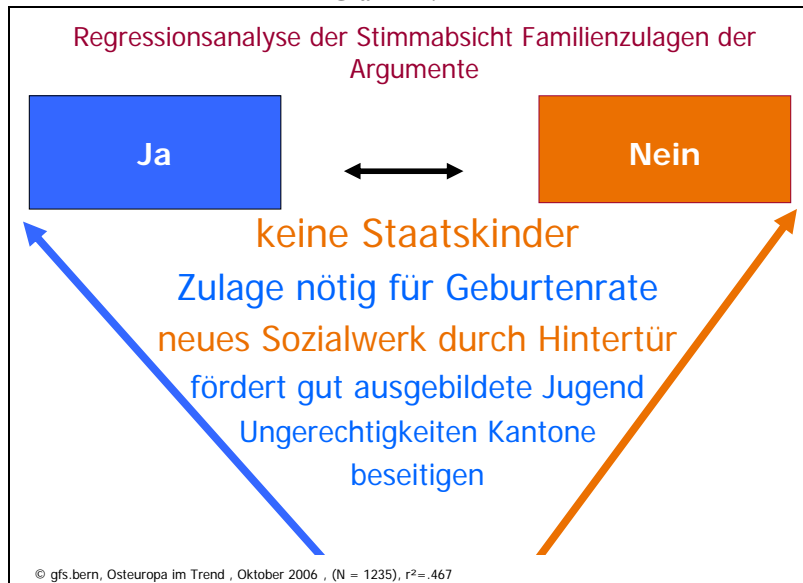 Regressionsanalyse der Stimmabsicht Familienzulagen der
Argumente
Ja
Nein
keine Staatskinder
Zulage nötig für Geburtenrate
neues Sozialwerk durch Hintertür
fördert gut ausgebildete Jugend
Ungerechtigkeiten Kantone
beseitigen
© gfs.bern, Osteuropa im Trend , Oktober 2006 , (N = 1235), r²=.467